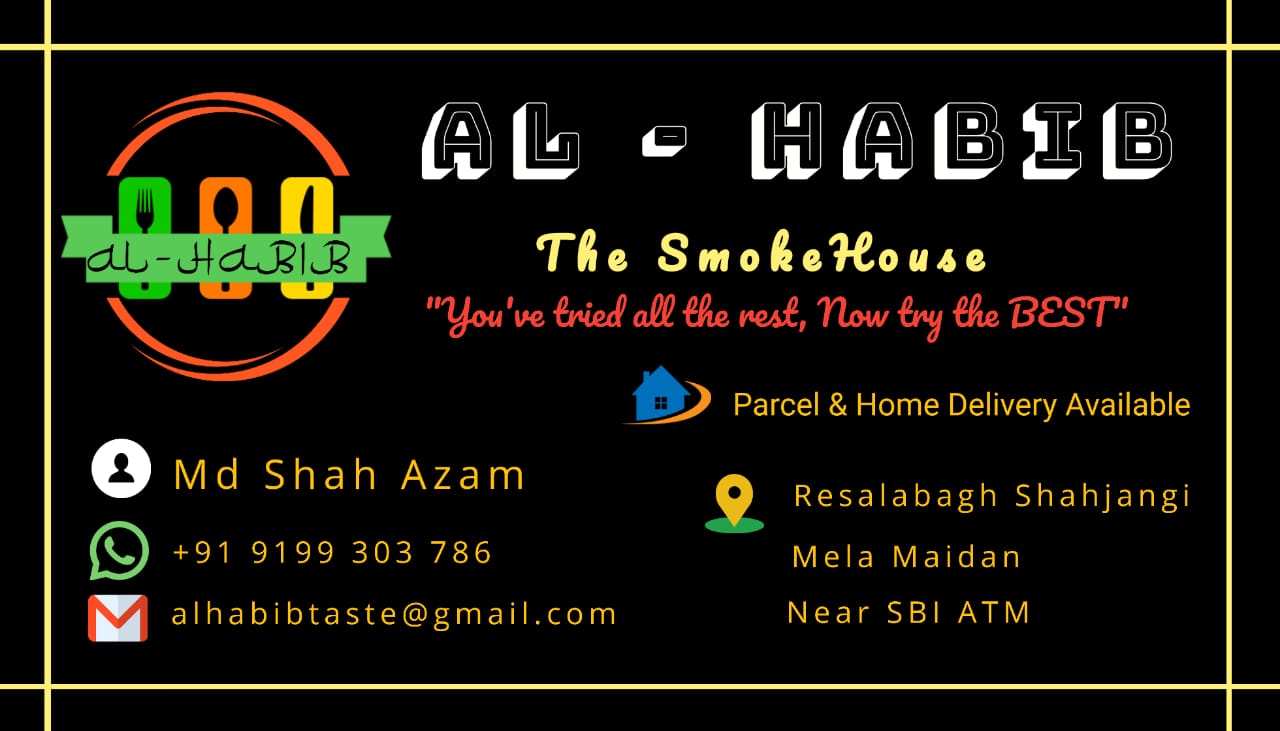 AL-HABIB
AL - HABIB
The SmokeHouse
"You've tried all the rest, Now try the BEST"
Parcel & Home Delivery Available
Md Shah Azam
+91 9199 303 786
alhabibtaste@gmail.com
Resalabagh Shahjangi
Mela Maidan
Near SBI ATM